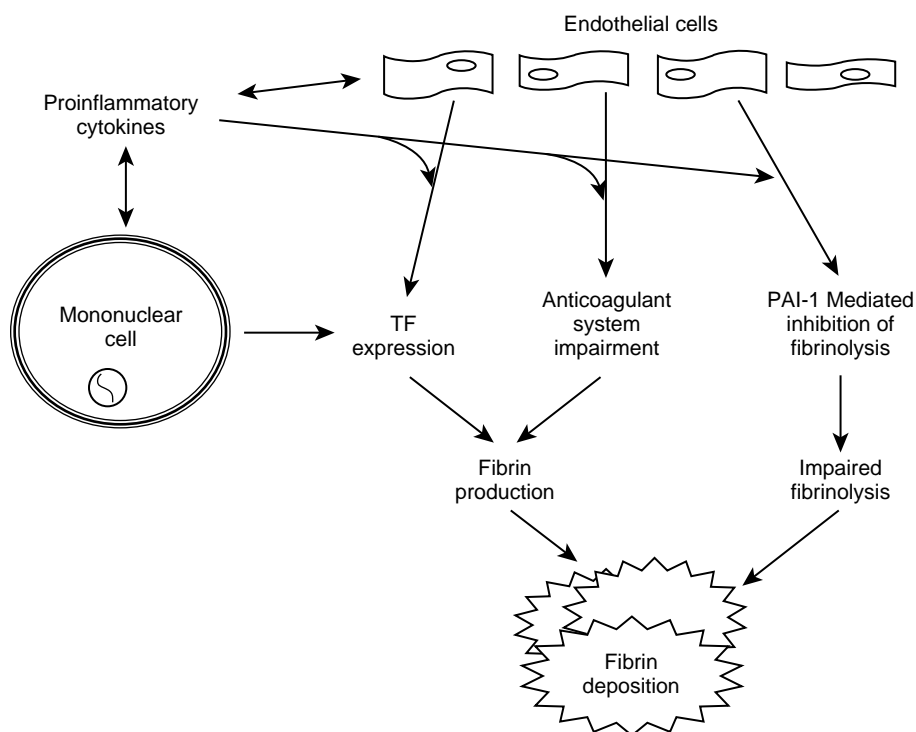 Endothelial cells
Proinflammatory
cytokines
Mononuclear
cell
TF
expression
Anticoagulant
system
impairment
PAI-1 Mediated
inhibition of
fibrinolysis
Fibrin
production
Impaired
fibrinolysis
Fibrin
deposition